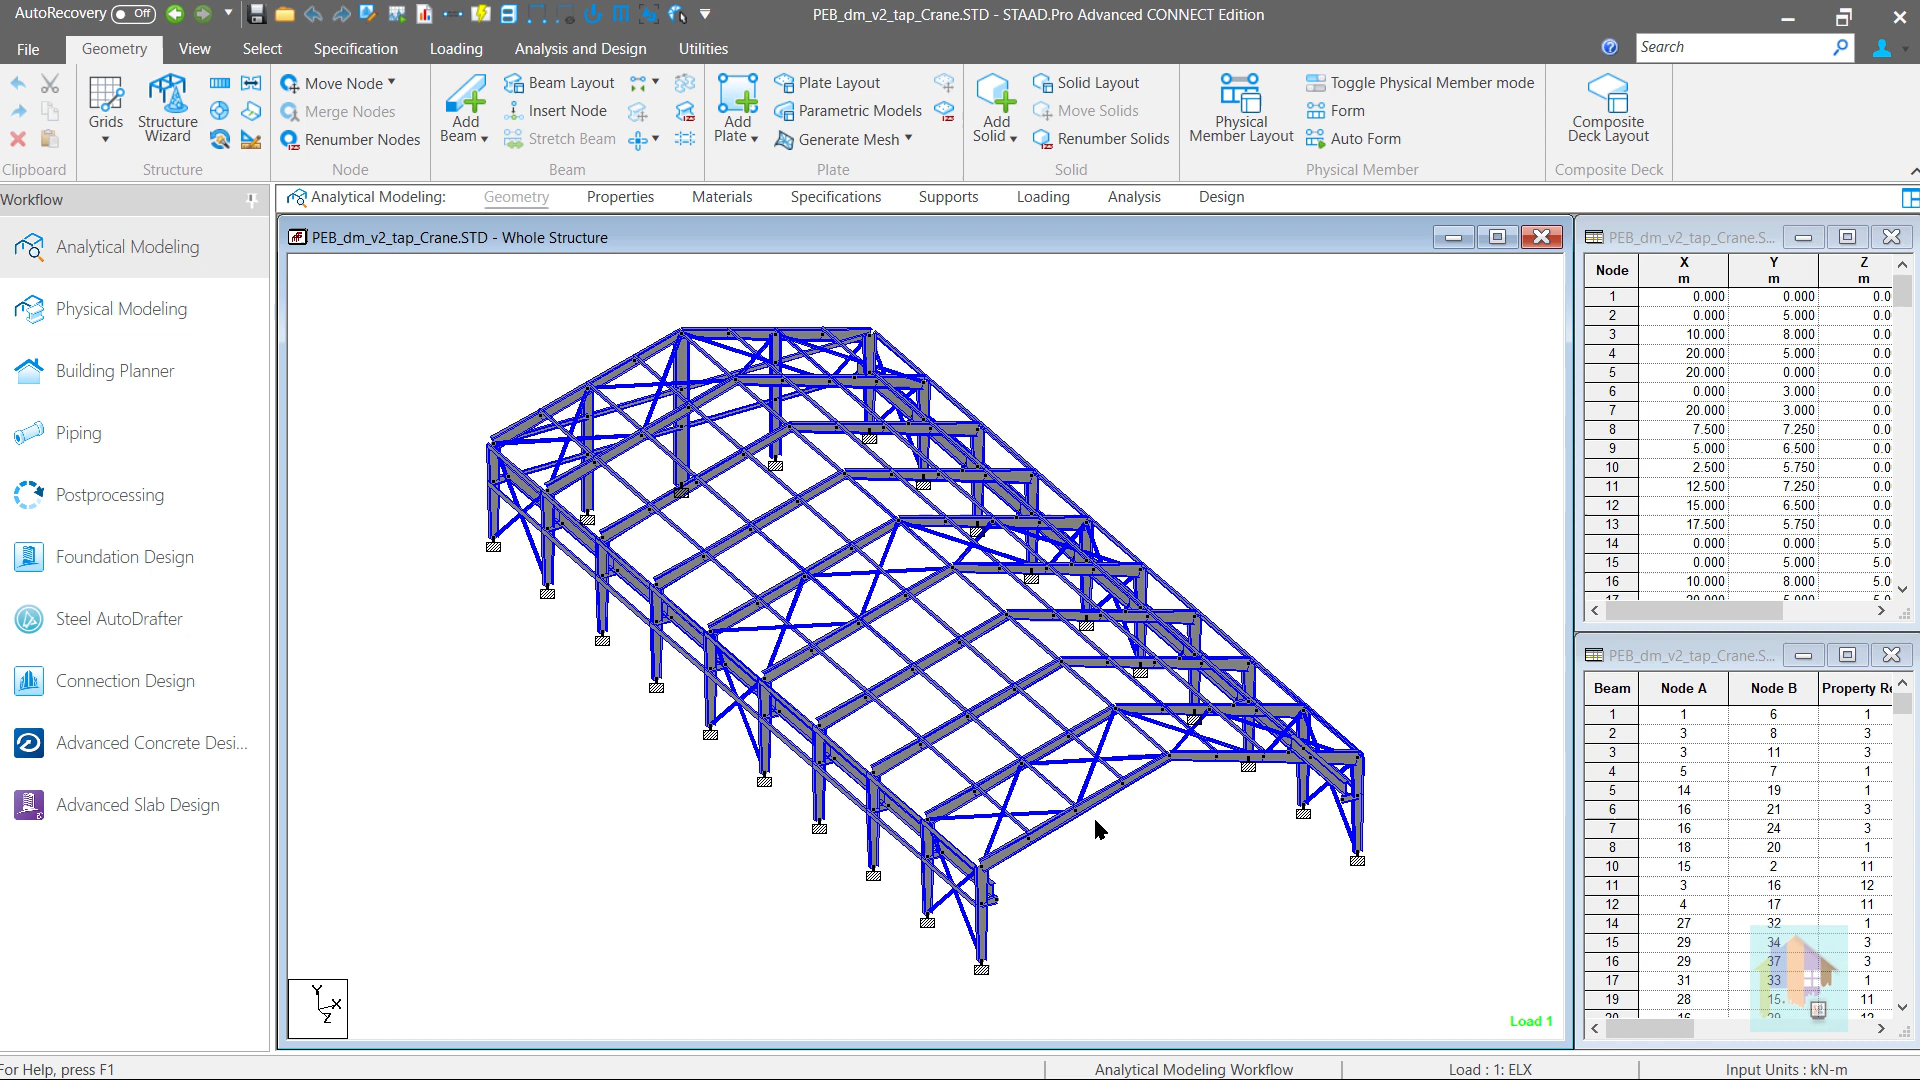 AutoRecovery Off
PEB_dm_v2_tap_Crane.STD - STAAD.Pro Advanced CONNECT Edition
File Geometry View Select Specification Loading Analysis and Design Utilities
Search
Clipboard
Grids
Structure Wizard
Structure
Move Node
Merge Nodes
Renumber Nodes
Node
Add Beam
Beam Layout
Insert Node
Stretch Beam
Beam
Add Plate
Plate Layout
Parametric Models
Generate Mesh
Plate
Add Solid
Solid Layout
Move Solids
Renumber Solids
Solid
Physical Member Layout
Toggle Physical Member mode
Form
Auto Form
Physical Member
Composite Deck Layout
Composite Deck
Workflow
Analytical Modeling
Physical Modeling
Building Planner
Piping
Postprocessing
Foundation Design
Steel AutoDrafter
Connection Design
Advanced Concrete Desi...
Advanced Slab Design
Analytical Modeling: Geometry Properties Materials Specifications Supports Loading Analysis Design
PEB_dm_v2_tap_Crane.STD - Whole Structure
Y
X
Z
Load 1
PEB_dm_v2_tap_Crane.S...
Node X m Y m Z m
1 0.000 0.000 0.0
2 0.000 5.000 0.0
3 10.000 8.000 0.0
4 20.000 5.000 0.0
5 20.000 0.000 0.0
6 0.000 3.000 0.0
7 20.000 3.000 0.0
8 7.500 7.250 0.0
9 5.000 6.500 0.0
10 2.500 5.750 0.0
11 12.500 7.250 0.0
12 15.000 6.500 0.0
13 17.500 5.750 0.0
14 0.000 0.000 5.0
15 0.000 5.000 5.0
16 10.000 8.000 5.0
PEB_dm_v2_tap_Crane.S...
Beam Node A Node B Property Re
1 1 6 1
2 3 8 3
3 3 11 3
4 5 7 1
5 14 19 1
6 16 21 3
7 16 24 3
8 18 20 1
10 15 2 11
11 3 16 12
12 4 17 11
14 27 32 1
15 29 34 3
16 29 37 3
17 31 33 1
19 28 15 11
For Help, press F1
Analytical Modeling Workflow
Load : 1: ELX
Input Units : kN-m